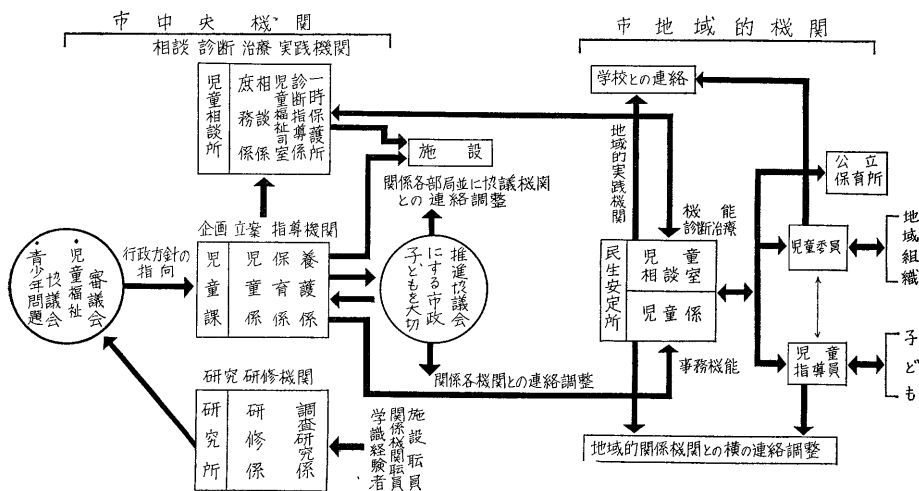 市中央機関
相談診断治療実践機関
児童相談所
庶務係
相談係
児童福祉司室
診断指導係
一時保護所
施設
関係各部局並に協議機関
との連絡調整
企画立案指導機関
児童課
児童係
保育係
養護係
行政方針の
指向
・児童福祉審議会
・青少年問題協議会
子どもを大切
にする市政
推進協議会
関係各機関との連絡調整
研究研修機関
研究所
研修係
調査研究係
施設職員
関係機関職員
学識経験者
市地域的機関
学校との連絡
地域的実践機関
機能
診断治療
民生安定所
児童
相談室
児童係
事務機能
公立
保育所
児童委員
地域組織
児童
指導員
子ども
地域的関係機関との横の連絡調整